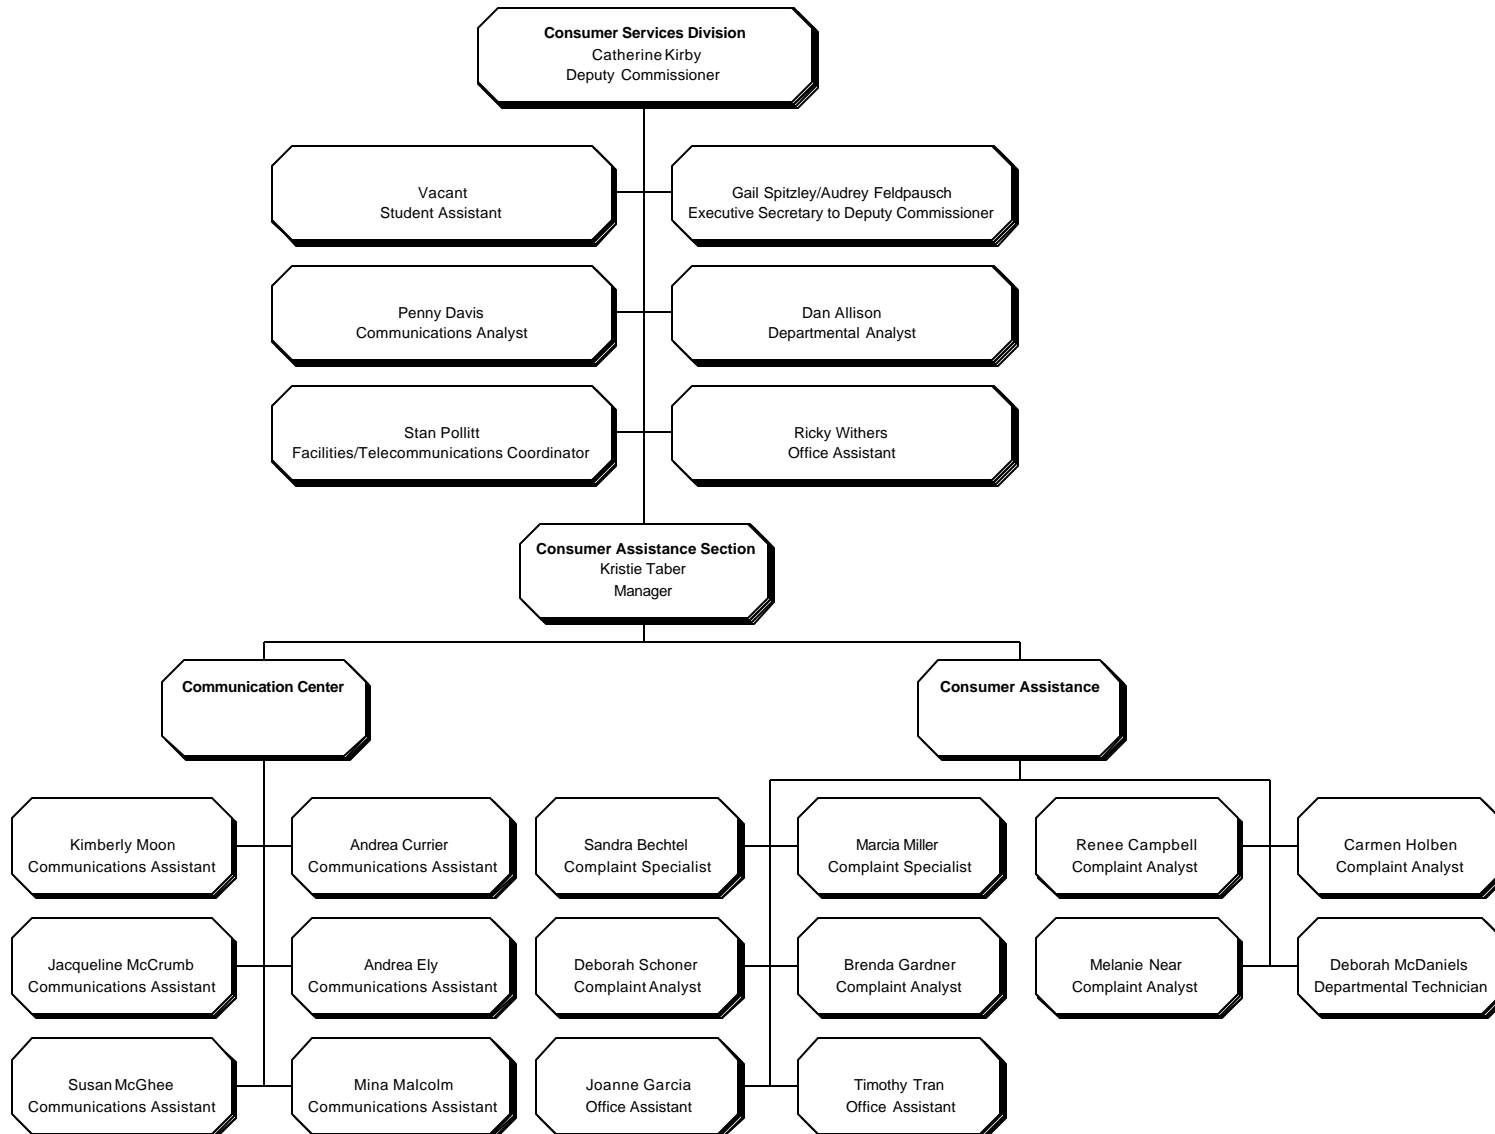 Consumer Services Division
Catherine Kirby
Deputy Commissioner
Vacant
Student Assistant
Gail Spitzley/Audrey Feldpausch
Executive Secretary to Deputy Commissioner
Penny Davis
Communications Analyst
Dan Allison
Departmental Analyst
Stan Pollitt
Facilities/Telecommunications Coordinator
Ricky Withers
Office Assistant
Consumer Assistance Section
Kristie Taber
Manager
Communication Center
Consumer Assistance
Kimberly Moon
Communications Assistant
Andrea Currier
Communications Assistant
Sandra Bechtel
Complaint Specialist
Marcia Miller
Complaint Specialist
Renee Campbell
Complaint Analyst
Carmen Holben
Complaint Analyst
Jacqueline McCrumb
Communications Assistant
Andrea Ely
Communications Assistant
Deborah Schoner
Complaint Analyst
Brenda Gardner
Complaint Analyst
Melanie Near
Complaint Analyst
Deborah McDaniels
Departmental Technician
Susan McGhee
Communications Assistant
Mina Malcolm
Communications Assistant
Joanne Garcia
Office Assistant
Timothy Tran
Office Assistant